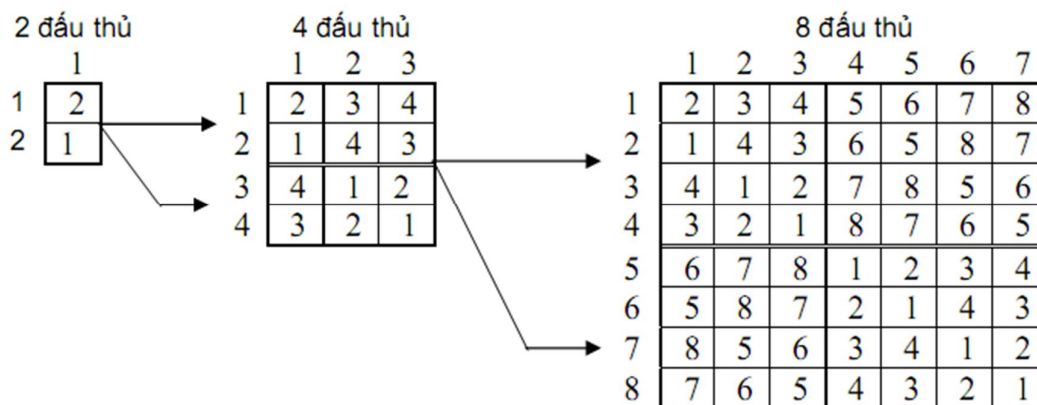 2 đấu thủ 4 đấu thủ 8 đấu thủ
1 1 2 3 1 2 3 4 5 6 7
1 2 1 2 3 4 1 2 3 4 5 6 7 8
2 1 2 1 4 3 2 1 4 3 6 5 8 7
3 4 1 2 3 4 1 2 7 8 5 6
4 3 2 1 4 3 2 1 8 7 6 5
5 6 7 8 1 2 3 4
6 5 8 7 2 1 4 3
7 8 5 6 3 4 1 2
8 7 6 5 4 3 2 1